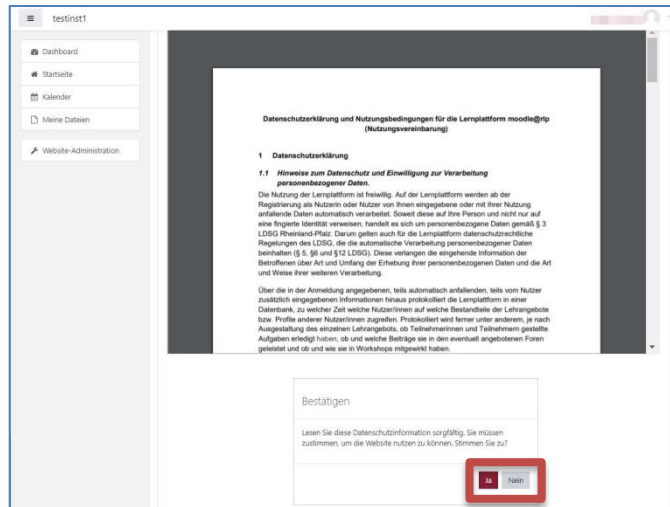 testinst1
Dashboard
Startseite
Kalender
Meine Dateien
Website-Administration
Datenschutzerklärung und Nutzungsbedingungen für die Lernplattform moodle@rlp
(Nutzungsvereinbarung)
1 Datenschutzerklärung
1.1 Hinweise zum Datenschutz und Einwilligung zur Verarbeitung
personenbezogener Daten.
Die Nutzung der Lernplattform ist freiwillig. Auf der Lernplattform werden ab der
Registrierung als Nutzerin oder Nutzer von Ihnen eingegebene oder mit Ihrer Nutzung
anfallende Daten automatisch verarbeitet. Soweit diese auf Ihre Person und nicht nur auf
eine fingierte Identität verweisen, handelt es sich um personenbezogene Daten gemäß § 3
LDSG Rheinland-Pfalz. Darum gelten auch für die Lernplattform datenschutzrechtliche
Regelungen des LDSG, die die automatische Verarbeitung personenbezogener Daten
beinhalten (§ 5, §6 und §12 LDSG). Diese verlangen die eingehende Information der
Betroffenen über Art und Umfang der Erhebung ihrer personenbezogenen Daten und die Art
und Weise ihrer weiteren Verarbeitung.
Über die in der Anmeldung angegebenen, teils automatisch anfallenden, teils vom Nutzer
zusätzlich eingegebenen Informationen hinaus protokolliert die Lernplattform in einer
Datenbank, zu welcher Zeit welche Nutzer/innen auf welche Bestandteile der Lehrangebote
bzw. Profile anderer Nutzer/innen zugreifen. Protokolliert wird ferner unter anderem, je nach
Ausgestaltung des einzelnen Lehrangebots, ob Teilnehmerinnen und Teilnehmern gestellte
Aufgaben erledigt haben, ob und welche Beiträge sie in den eventuell angebotenen Foren
geleistet und ob und wie sie in Workshops mitgewirkt haben.
Bestätigen
Lesen Sie diese Datenschutzinformation sorgfältig. Sie müssen
zustimmen, um die Website nutzen zu können. Stimmen Sie zu?
Ja Nein